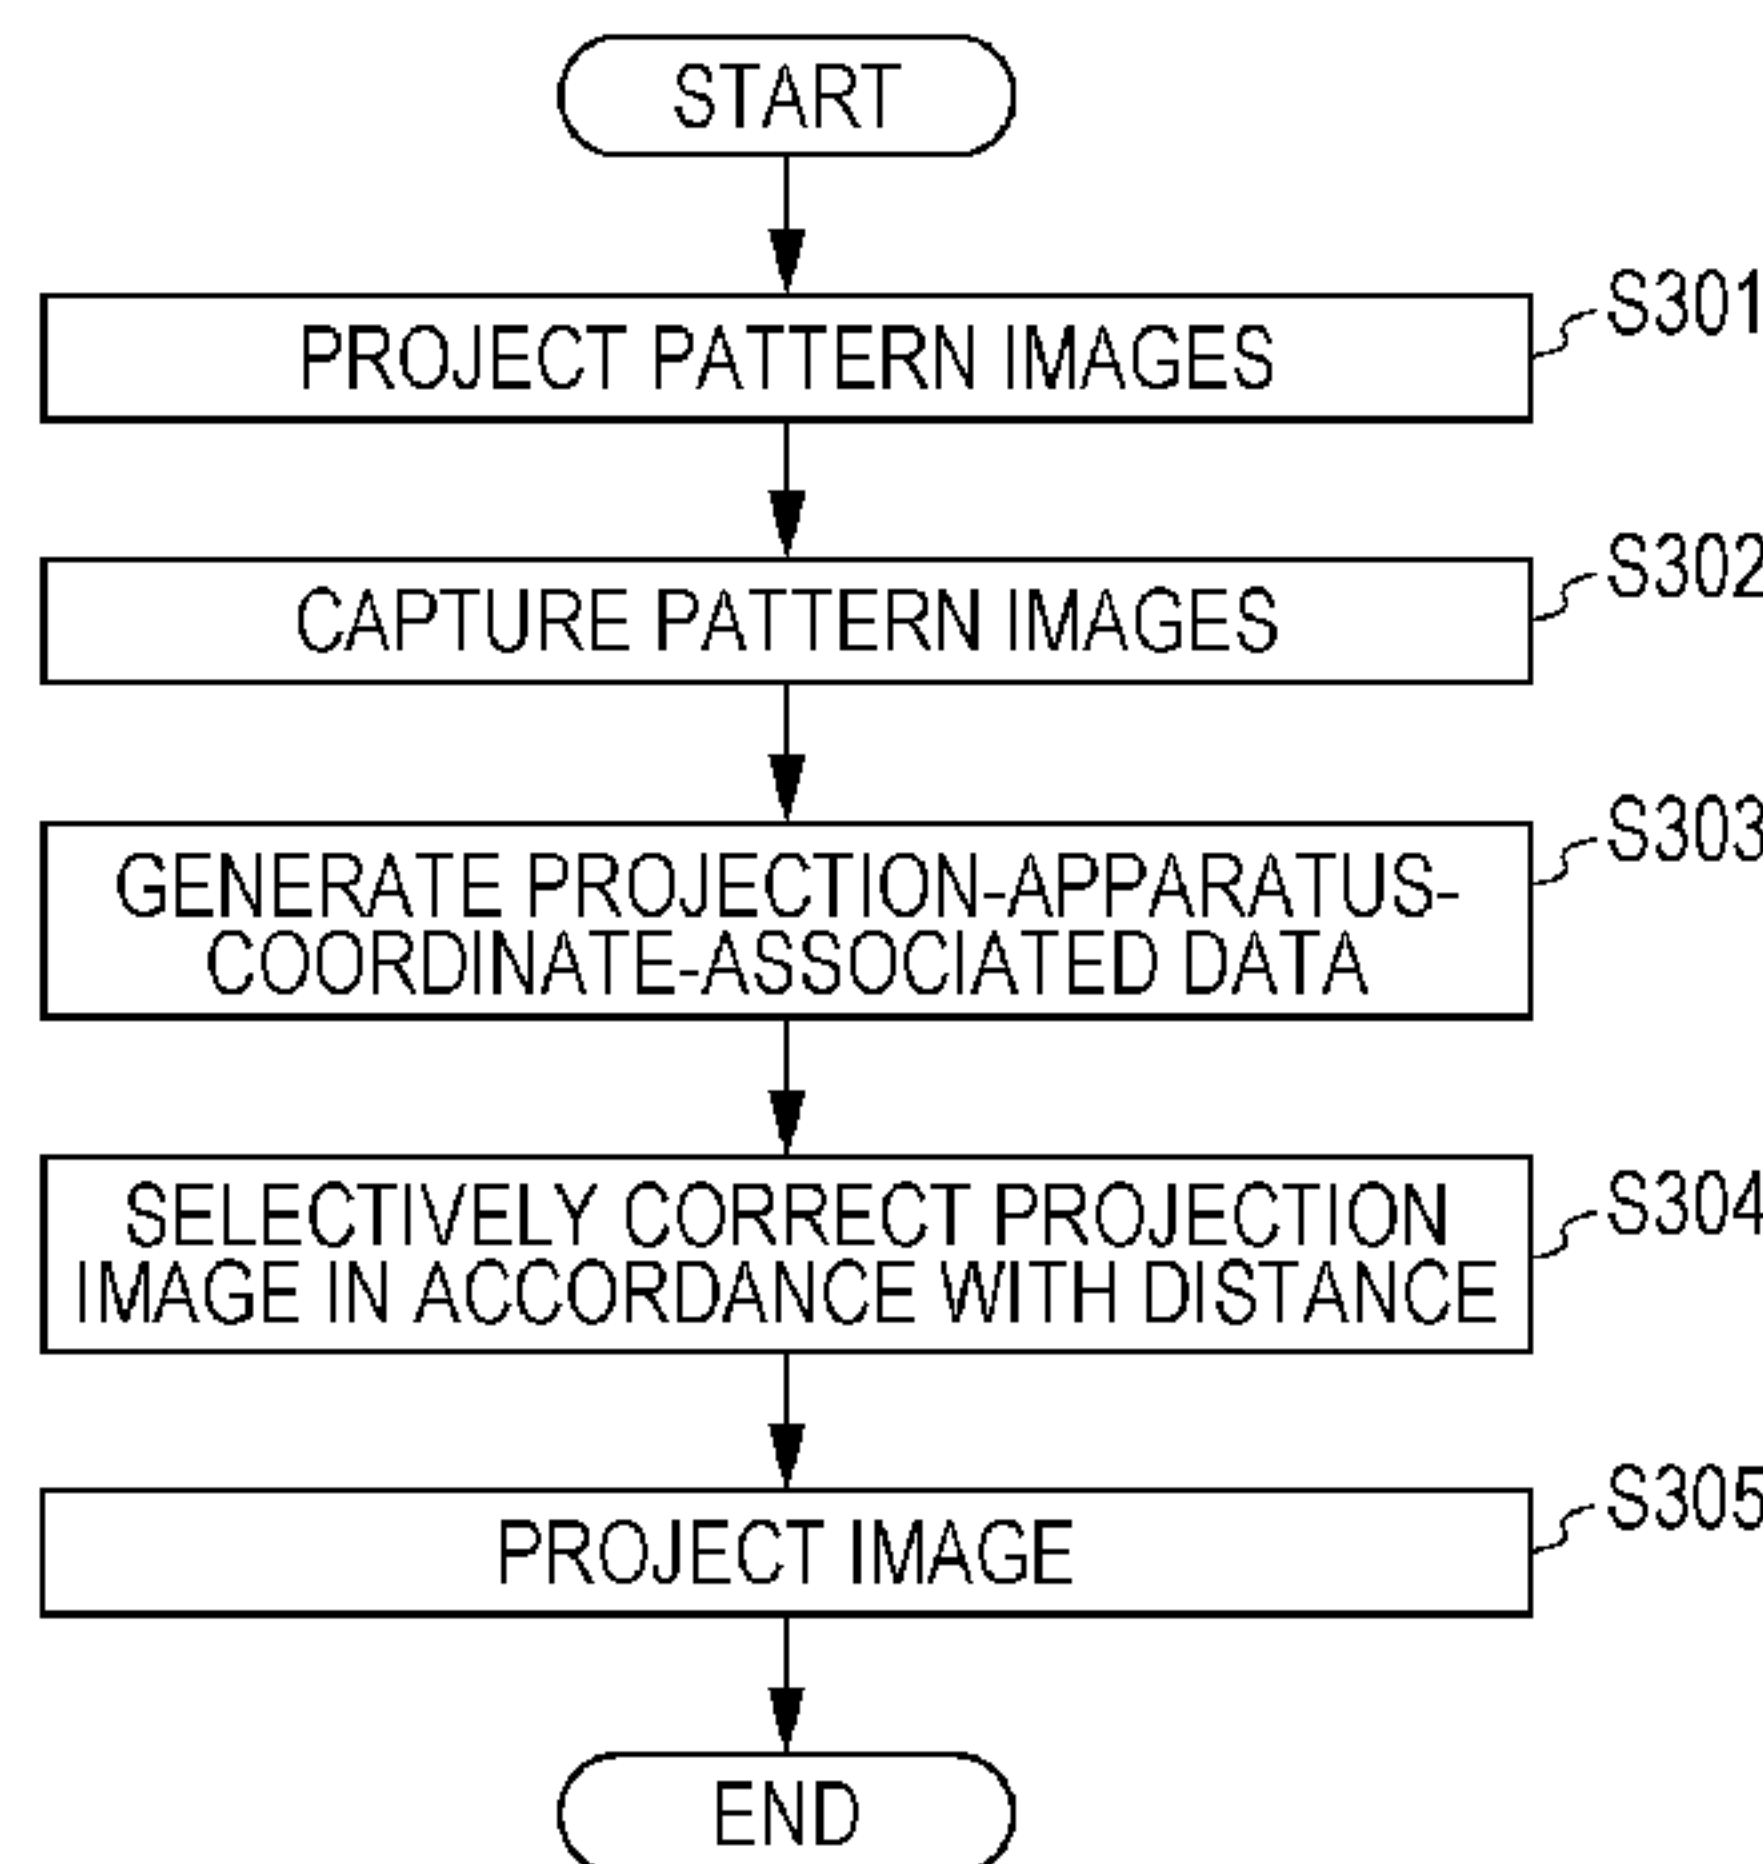 START
PROJECT PATTERN IMAGES
S301
CAPTURE PATTERN IMAGES
S302
GENERATE PROJECTION-APPARATUS-
COORDINATE-ASSOCIATED DATA
S303
SELECTIVELY CORRECT PROJECTION
IMAGE IN ACCORDANCE WITH DISTANCE
S304
PROJECT IMAGE
S305
END